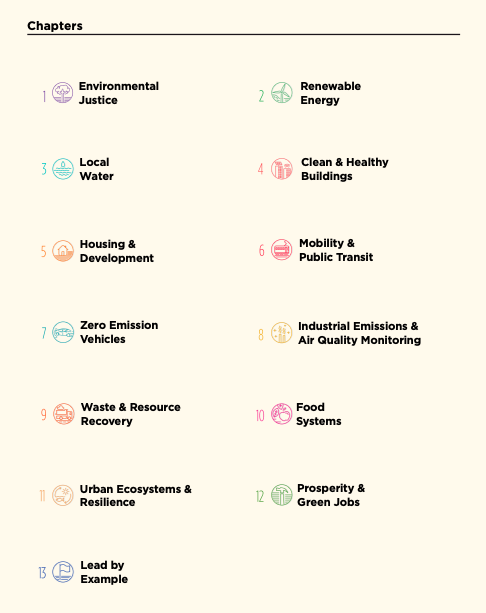 Chapters
1 Environmental
Justice
2 Renewable
Energy
3 Local
Water
4 Clean & Healthy
Buildings
5 Housing &
Development
6 Mobility &
Public Transit
7 Zero Emission
Vehicles
8 Industrial Emissions &
Air Quality Monitoring
9 Waste & Resource
Recovery
10 Food
Systems
11 Urban Ecosystems &
Resilience
12 Prosperity &
Green Jobs
13 Lead by
Example